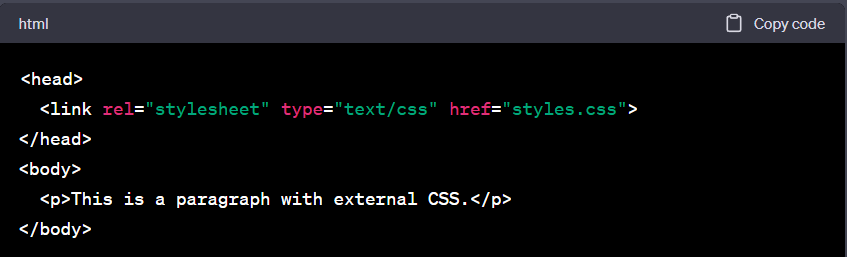 html
Copy code
<head>
<link rel="stylesheet" type="text/css" href="styles.css">
</head>
<body>
<p>This is a paragraph with external CSS.</p>
</body>